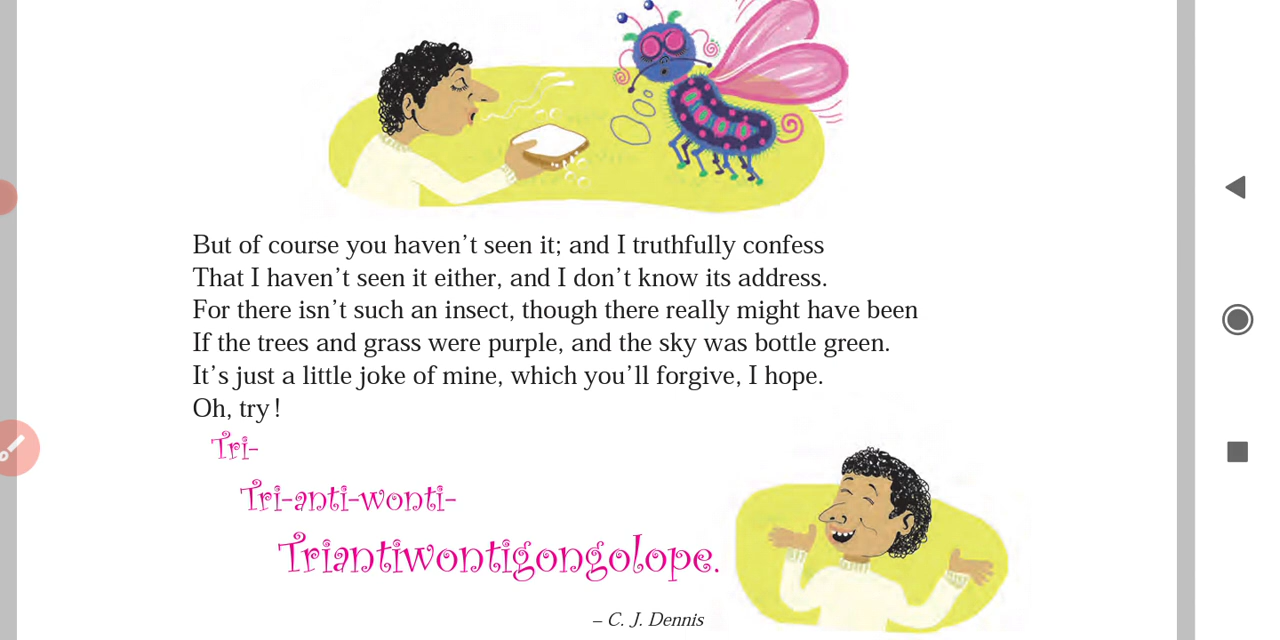 But of course you haven’t seen it; and I truthfully confess
That I haven’t seen it either, and I don’t know its address.
For there isn’t such an insect, though there really might have been
If the trees and grass were purple, and the sky was bottle green.
It’s just a little joke of mine, which you’ll forgive, I hope.
Oh, try!
Tri-
Tri-anti-wonti-
Triantiwontigongolope.
– C. J. Dennis